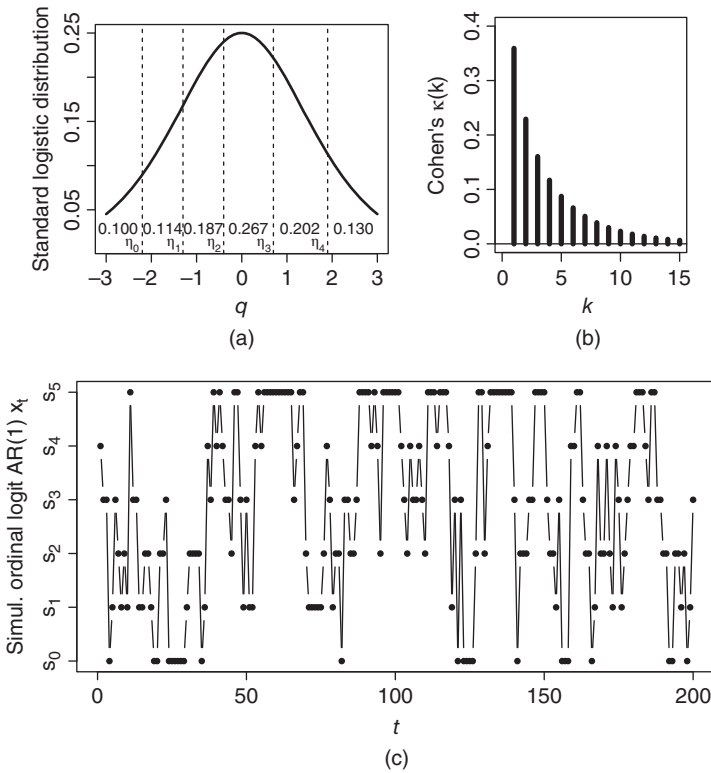 Standard logistic distribution
0.25
0.15
0.05
0.100 0.114 0.187 0.267 0.202 0.130
η0 η1 η2 η3 η4
−3 −2 −1 0 1 2 3
q
(a)
Cohen's κ(k)
0.4
0.3
0.2
0.1
0.0
0 5 10 15
k
(b)
Simul. ordinal logit AR(1) xt
s5
s4
s3
s2
s1
s0
0 50 100 150 200
t
(c)